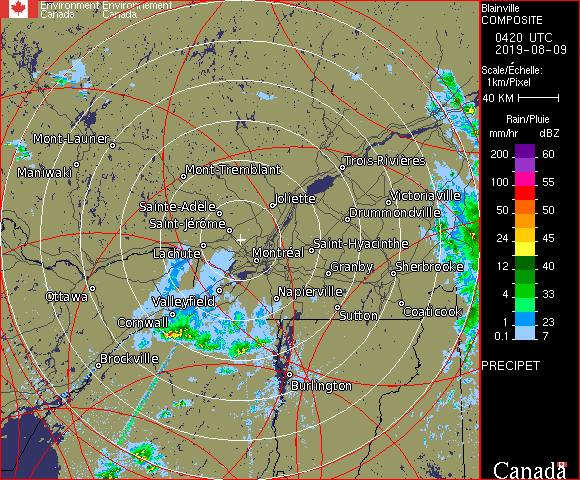 Environment Environnement
Canada Canada
Blainville
COMPOSITE
0420 UTC
2019-08-09
Scale/Échelle:
1km/Pixel
40 KM
Rain/Pluie
mm/hr dBZ
200 60
100 55
50 50
24 45
12 40
4 33
1 23
0.1 7
PRECIPET
Canada
Mont-Laurier
Maniwaki
Mont-Tremblant
Trois-Rivières
Joliette
Victoriaville
Sainte-Adèle
Drummondville
Saint-Jérôme
Lachute
Montréal
Saint-Hyacinthe
Granby
Sherbrooke
Ottawa
Valleyfield
Napierville
Cornwall
Sutton
Coaticook
Brockville
Burlington